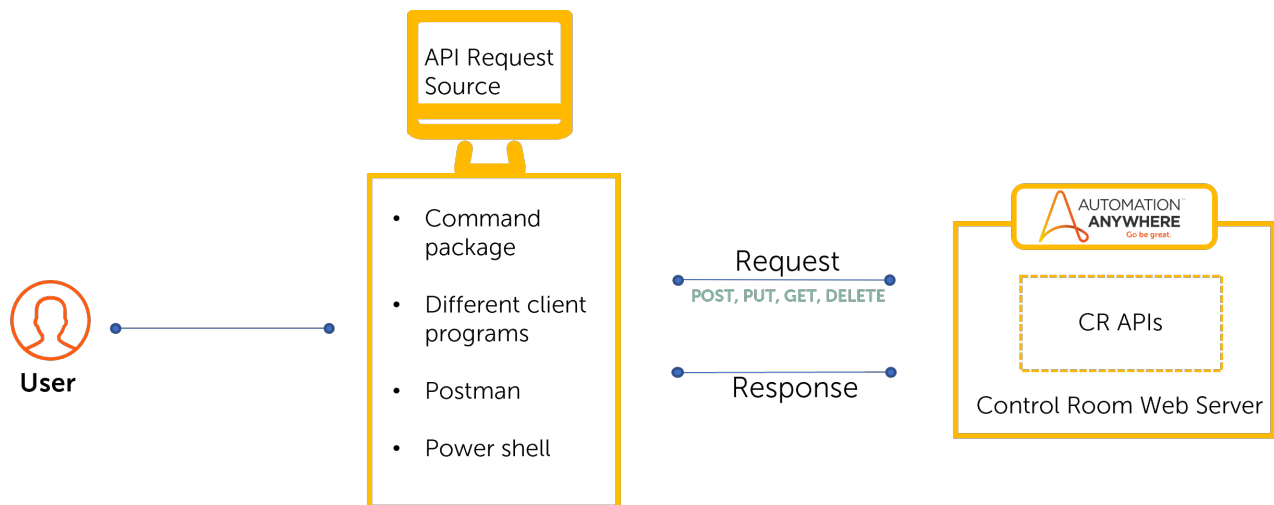 API Request
Source
• Command
package
• Different client
programs
• Postman
• Power shell
User
Request
POST, PUT, GET, DELETE
Response
AUTOMATION™
ANYWHERE
Go be great.
CR APIs
Control Room Web Server